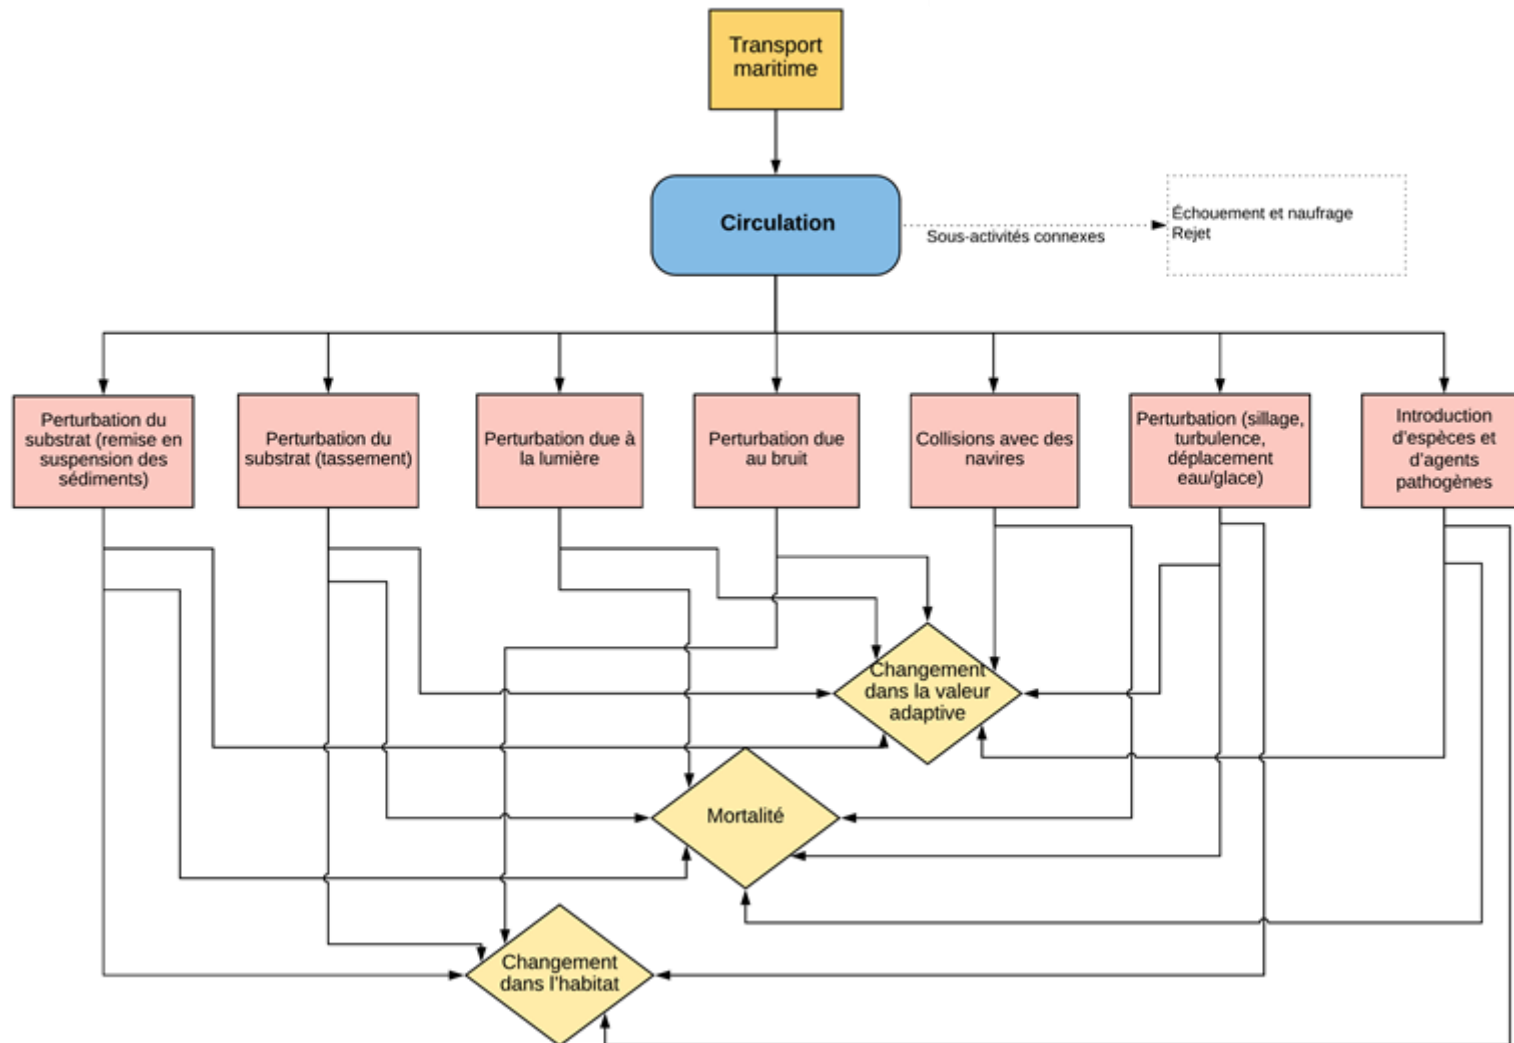 Transport
maritime
Circulation
Sous-activités connexes
Échouement et naufrage
Rejet
Perturbation du
substrat (remise en
suspension des
sédiments)
Perturbation du
substrat (tassement)
Perturbation due à
la lumière
Perturbation due
au bruit
Collisions avec des
navires
Perturbation (sillage,
turbulence,
déplacement
eau/glace)
Introduction
d'espèces et
d'agents
pathogènes
Changement
dans la valeur
adaptive
Mortalité
Changement
dans l'habitat